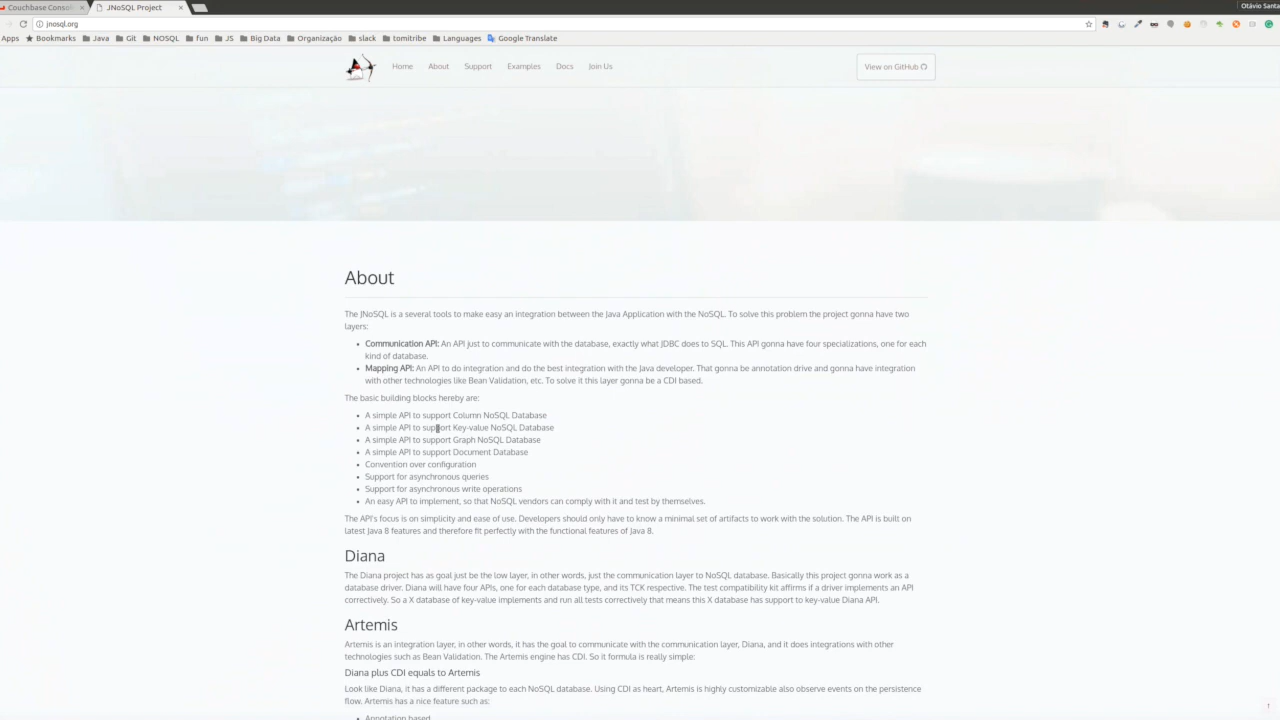 Couchbase Conso
JNoSQL Project
Otávio Santa
jnosql.org
Apps Bookmarks Java Git NOSQL fun JS Big Data Organização slack tomitribe Languages Google Translate
Home About Support Examples Docs Join Us View on GitHub
About
The JNoSQL is a several tools to make easy an integration between the Java Application with the NoSQL. To solve this problem the project gonna have two
layers:
• Communication API: An API just to communicate with the database, exactly what JDBC does to SQL. This API gonna have four specializations, one for each
kind of database.
• Mapping API: An API to do integration and do the best integration with the Java developer. That gonna be annotation drive and gonna have integration
with other technologies like Bean Validation, etc. To solve it this layer gonna be a CDI based.
The basic building blocks hereby are:
• A simple API to support Column NoSQL Database
• A simple API to support Key-value NoSQL Database
• A simple API to support Graph NoSQL Database
• A simple API to support Document Database
• Convention over configuration
• Support for asynchronous queries
• Support for asynchronous write operations
• An easy API to implement, so that NoSQL vendors can comply with it and test by themselves.
The API's focus is on simplicity and ease of use. Developers should only have to know a minimal set of artifacts to work with the solution. The API is built on
latest Java 8 features and therefore fit perfectly with the functional features of Java 8.
Diana
The Diana project has as goal just be the low layer, in other words, just the communication layer to NoSQL database. Basically this project gonna work as a
database driver. Diana will have four APIs, one for each database type, and its TCK respective. The test compatibility kit affirms if a driver implements an API
correctively. So a X database of key-value implements and run all tests correctively that means this X database has support to key-value Diana API.
Artemis
Artemis is an integration layer, in other words, it has the goal to communicate with the communication layer, Diana, and it does integrations with other
technologies such as Bean Validation. The Artemis engine has CDI. So it formula is really simple:
Diana plus CDI equals to Artemis
Look like Diana, it has a different package to each NoSQL database. Using CDI as heart, Artemis is highly customizable also observe events on the persistence
flow. Artemis has a nice feature such as:
• Annotation based